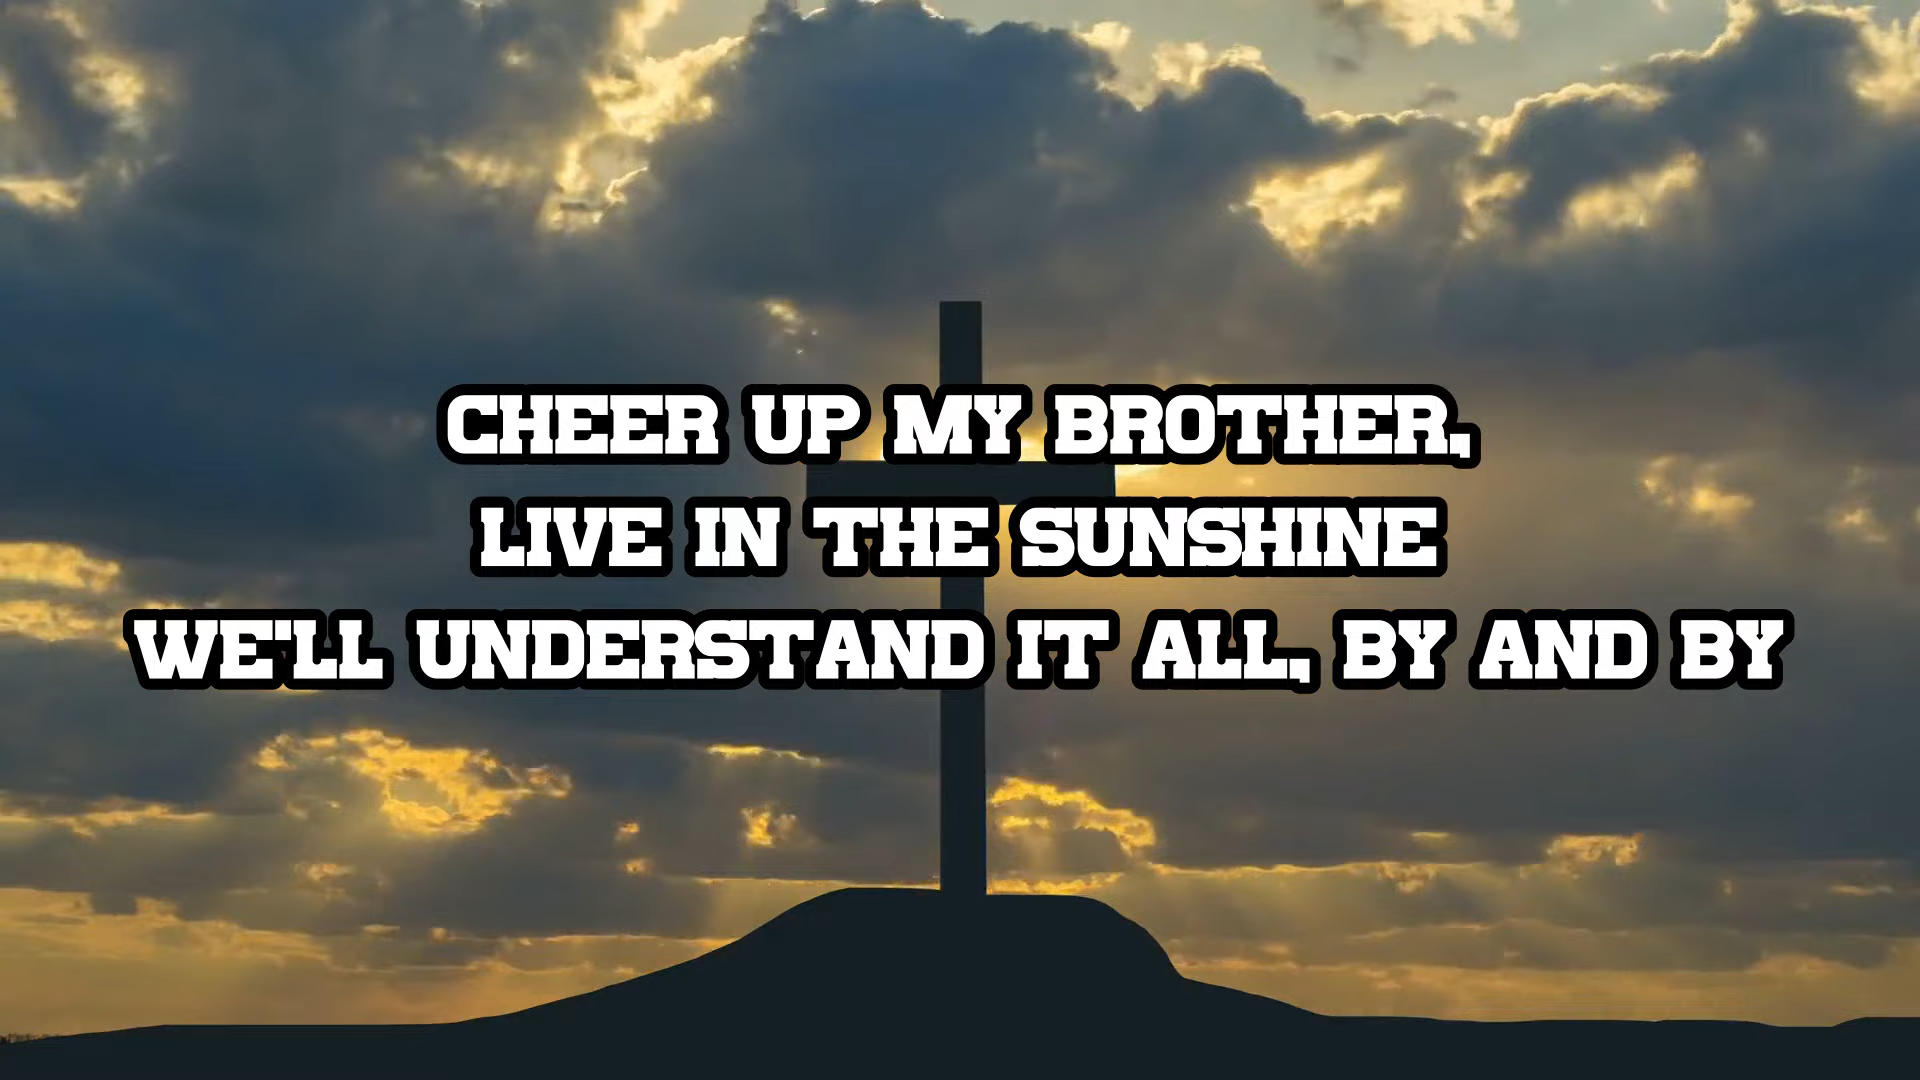 CHEER UP MY BROTHER,
LIVE IN THE SUNSHINE
WE'LL UNDERSTAND IT ALL, BY AND BY